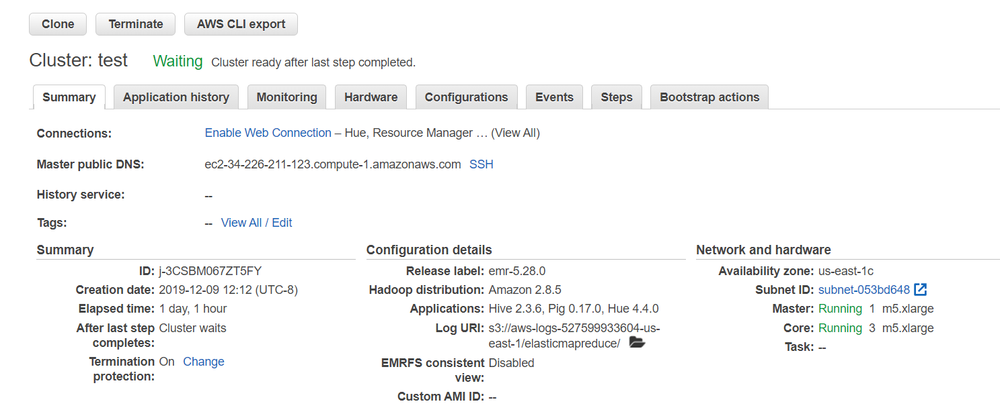 Clone Terminate AWS CLI export
Cluster: test Waiting Cluster ready after last step completed.
Summary Application history Monitoring Hardware Configurations Events Steps Bootstrap actions
Connections: Enable Web Connection – Hue, Resource Manager … (View All)
Master public DNS: ec2-34-226-211-123.compute-1.amazonaws.com SSH
History service: --
Tags: -- View All / Edit
Summary
ID: j-3CSBM067ZT5FY
Creation date: 2019-12-09 12:12 (UTC-8)
Elapsed time: 1 day, 1 hour
After last step Cluster waits
completes:
Termination On Change
protection:
Configuration details
Release label: emr-5.28.0
Hadoop distribution: Amazon 2.8.5
Applications: Hive 2.3.6, Pig 0.17.0, Hue 4.4.0
Log URI: s3://aws-logs-527599933604-us-
east-1/elasticmapreduce/
EMRFS consistent Disabled
view:
Custom AMI ID: --
Network and hardware
Availability zone: us-east-1c
Subnet ID: subnet-053bd648
Master: Running 1 m5.xlarge
Core: Running 3 m5.xlarge
Task: --